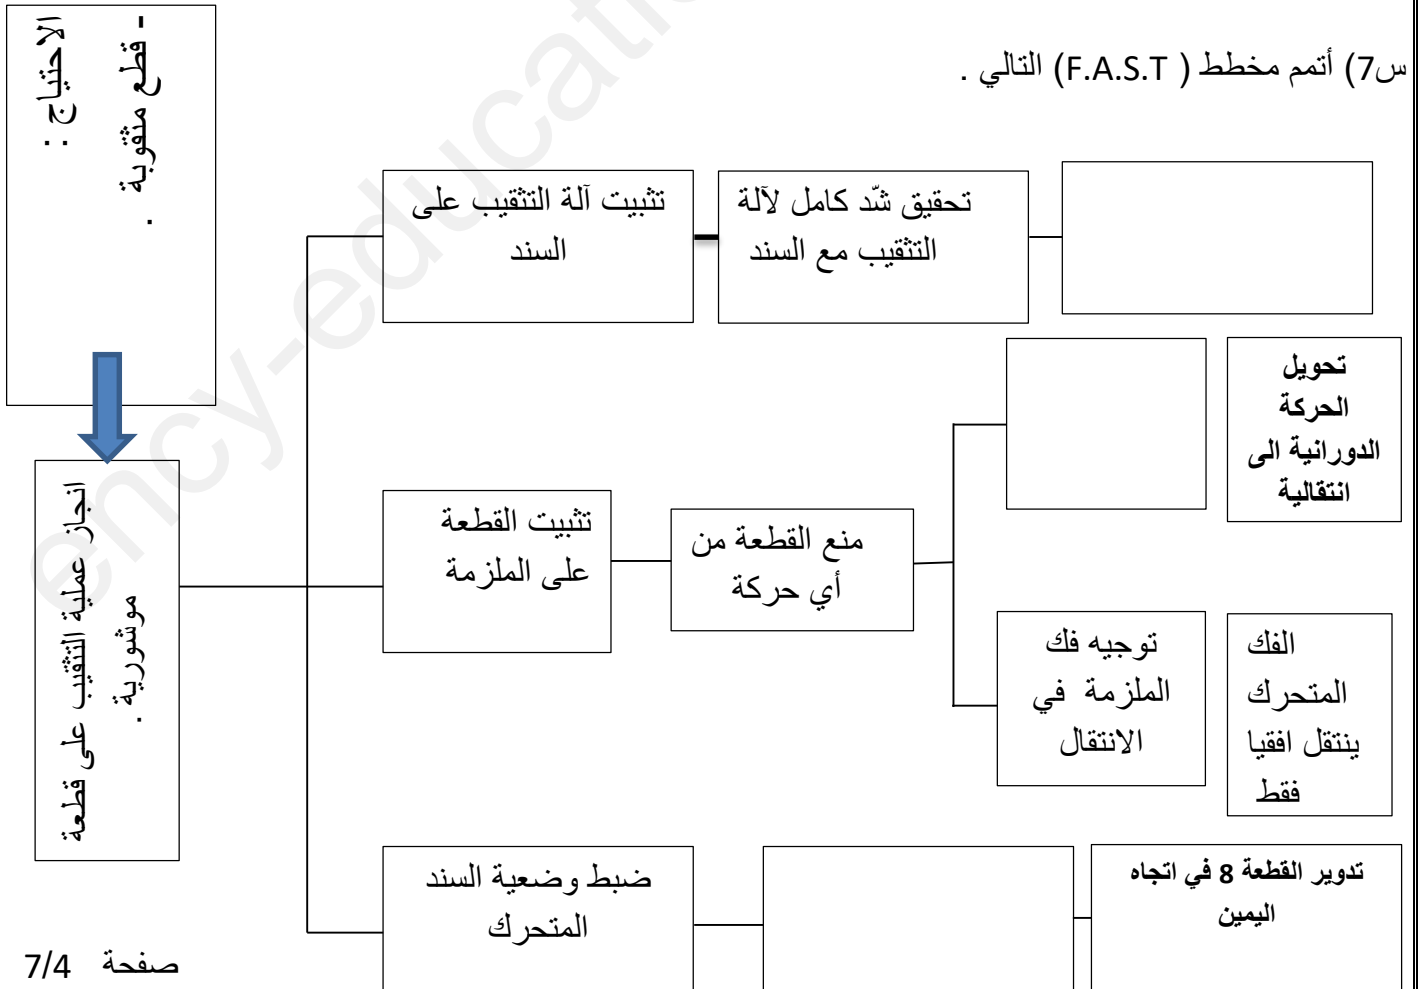 س7) أتمم مخطط ( F.A.S.T) التالي .
الاحتياج :
- قطع مثقوبة .
تثبيت آلة التثقيب على
السند
تحقيق شّد كامل لآلة
التثقيب مع السند
تحويل
الحركة
الدورانية الى
انتقالية
انجاز عملية التثقيب على قطعة
موشورية .
تثبيت القطعة
على الملزمة
منع القطعة من
أي حركة
توجيه فك
الملزمة في
الانتقال
الفك
المتحرك
ينتقل افقيا
فقط
ضبط وضعية السند
المتحرك
تدوير القطعة 8 في اتجاه
اليمين
صفحة 7/4
ency-educati